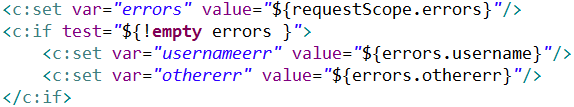 <c:set var="errors" value="${requestScope.errors}"/>
<c:if test="${!empty errors }">
    <c:set var="usernameerr" value="${errors.username}"/>
    <c:set var="othererr" value="${errors.othererr}"/>
</c:if>